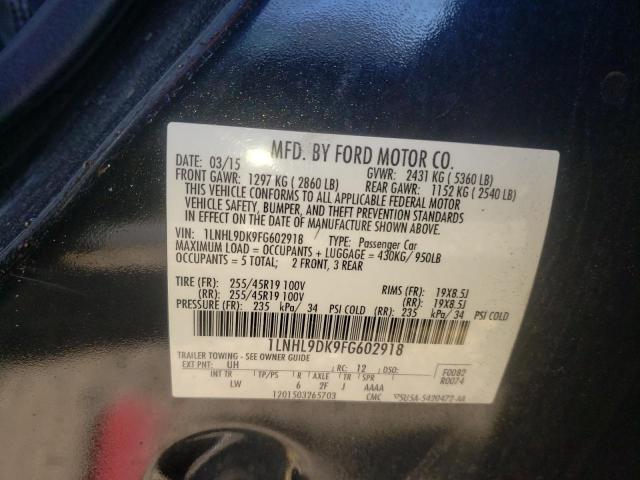 MFD. BY FORD MOTOR CO.
DATE: 03/15 GVWR: 2431 KG ( 5360 LB)
FRONT GAWR: 1297 KG ( 2860 LB) REAR GAWR: 1152 KG ( 2540 LB)
THIS VEHICLE CONFORMS TO ALL APPLICABLE FEDERAL MOTOR
VEHICLE SAFETY, BUMPER, AND THEFT PREVENTION STANDARDS
IN EFFECT ON THE DATE OF MANUFACTURE SHOWN ABOVE.
VIN: 1LNHL9DK9FG602918 TYPE: Passenger Car
MAXIMUM LOAD = OCCUPANTS + LUGGAGE = 430KG/ 950LB
OCCUPANTS = 5 TOTAL; 2 FRONT, 3 REAR
TIRE (FR): 255/45R19 100V RIMS (FR): 19X8.5J
(RR): 255/45R19 100V (RR): 19X8.5J
PRESSURE (FR): 235 kPa/ 34 PSI COLD (RR): 235 kPa/ 34 PSI COLD
1LNHL9DK9FG602918
TRAILER TOWING - SEE OWNER GUIDE
EXT PNT: UH RC: 12 DSO: F0082
R0074
INT TR TP/PS R AXLE TR SPR
LW 6 2F J AAAA
1201503265703 CMC 5U5A-5420472-AA